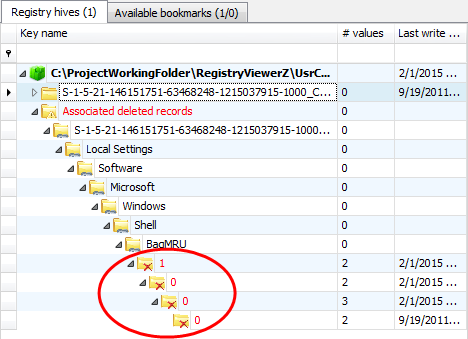 Registry hives (1) Available bookmarks (1/0)
Key name # values Last write ...
C:\ProjectWorkingFolder\RegistryViewerZ\UsrC... 2/1/2015 ...
S-1-5-21-146151751-63468248-1215037915-1000_C... 0 9/19/2011...
Associated deleted records 0
S-1-5-21-146151751-63468248-1215037915-1000... 0
Local Settings 0
Software 0
Microsoft 0
Windows 0
Shell 0
BagMRU 0
1 2 2/1/2015 ...
0 2 2/1/2015 ...
0 3 2/1/2015 ...
0 2 9/19/2011...